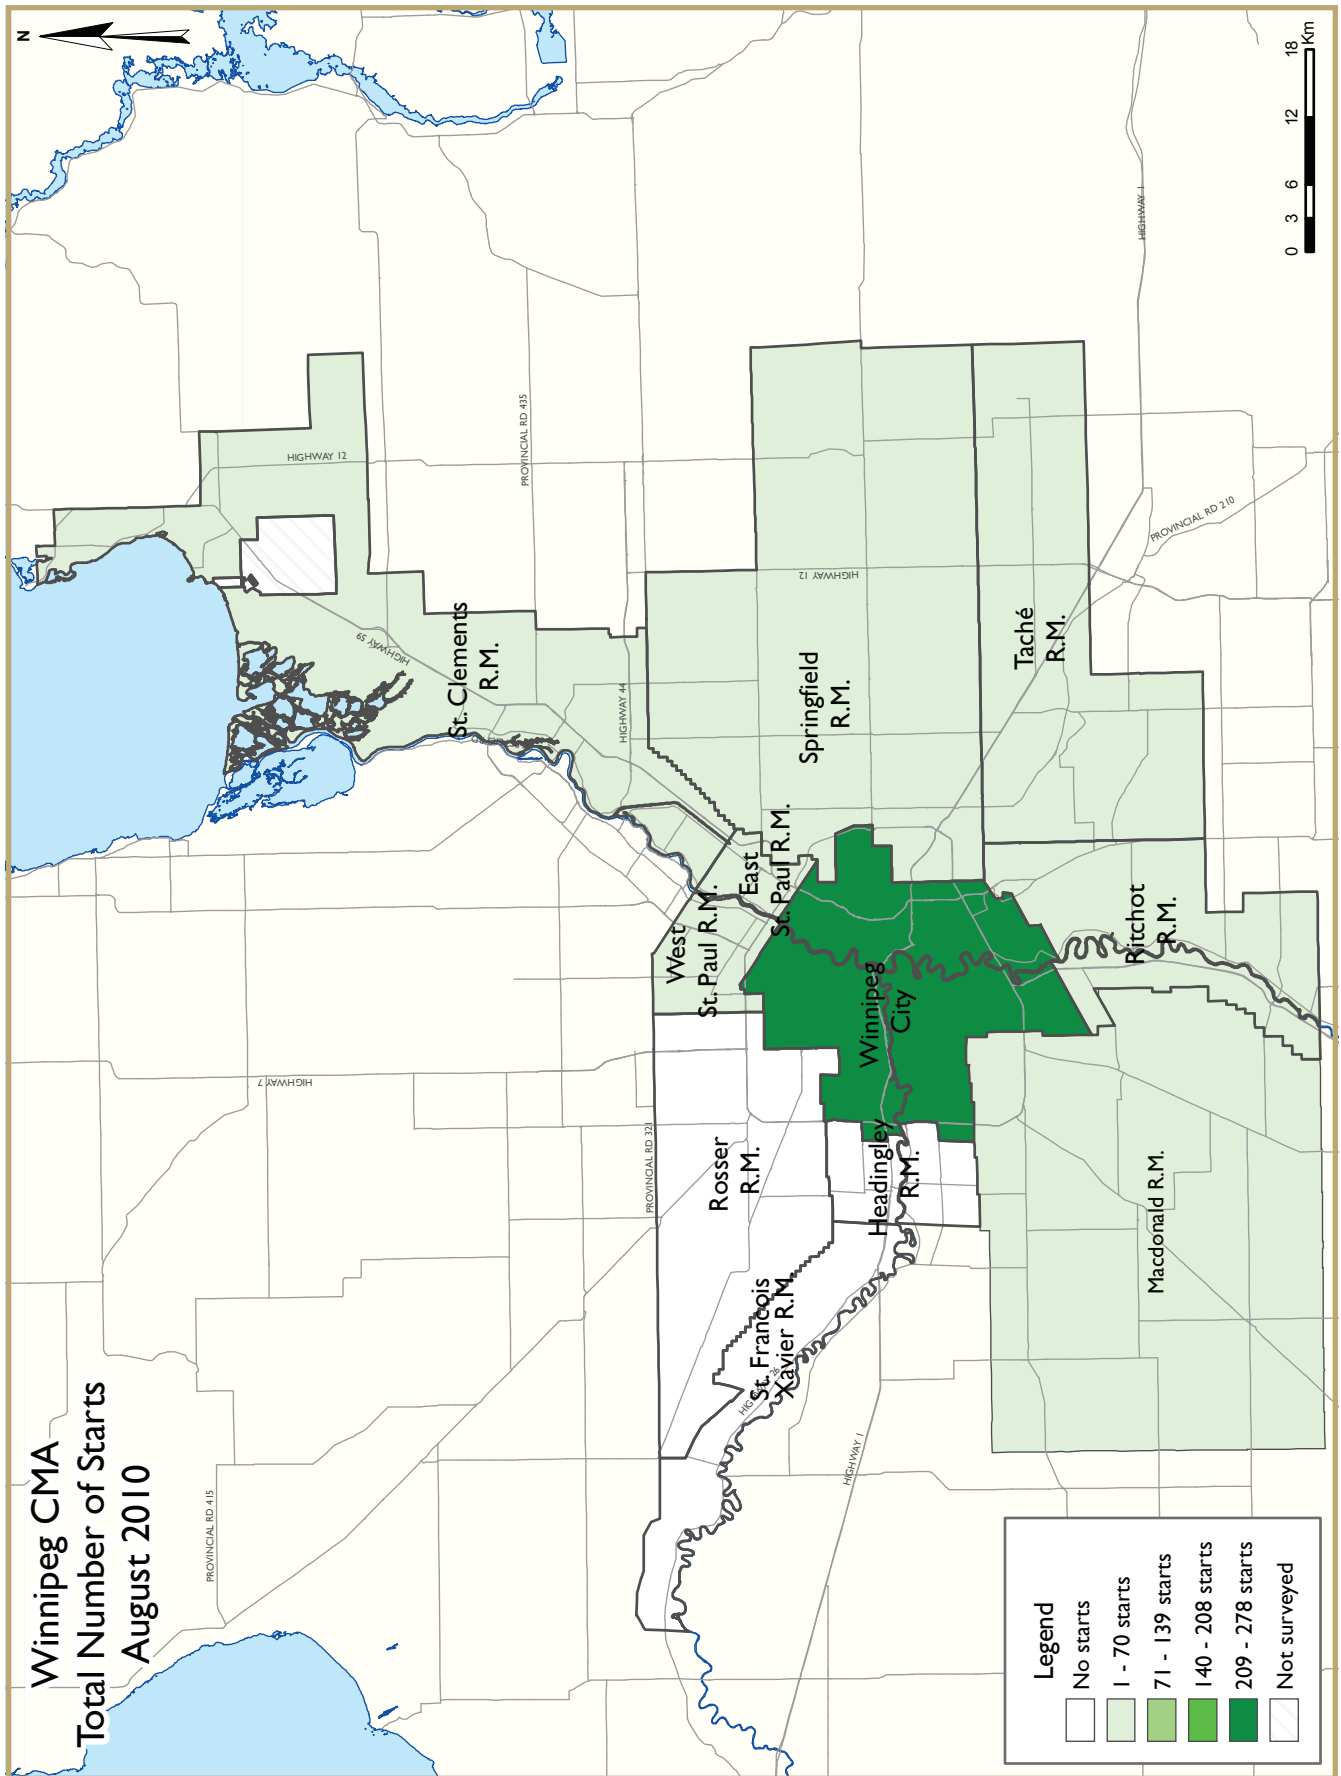 Winnipeg CMA
Total Number of Starts
August 2010
N
PROVINCIAL RD 415
HIGHWAY 7
HIGHWAY 12
HIGHWAY 59
PROVINCIAL RD 435
St. Clements
R.M.
HIGHWAY 44
PROVINCIAL RD 321
West
St. Paul R.M.
East
St. Paul R.M.
Rosser
R.M.
St. Francois
Xavier R.M.
Springfield
R.M.
HIGHWAY 12
Winnipeg
City
Headingley
R.M.
HIGHWAY 1
Taché
R.M.
Ritchot
R.M.
Macdonald R.M.
HIGHWAY 1
PROVINCIAL RD 210
Legend
No starts
1 - 70 starts
71 - 139 starts
140 - 208 starts
209 - 278 starts
Not surveyed
0 3 6 12 18
Km